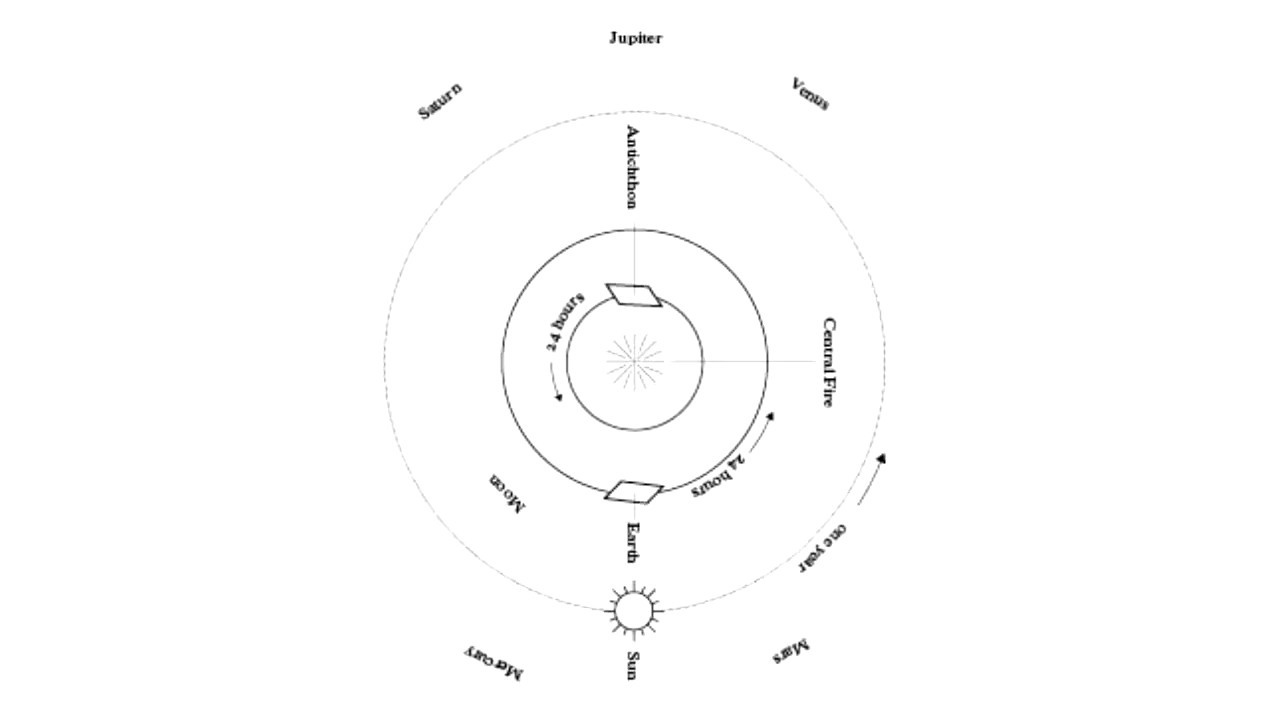 Jupiter
Saturn
Venus
Antichthon
24 hours
Central Fire
24 hours
Moon
Earth
one year
Mercury
Sun
Mars